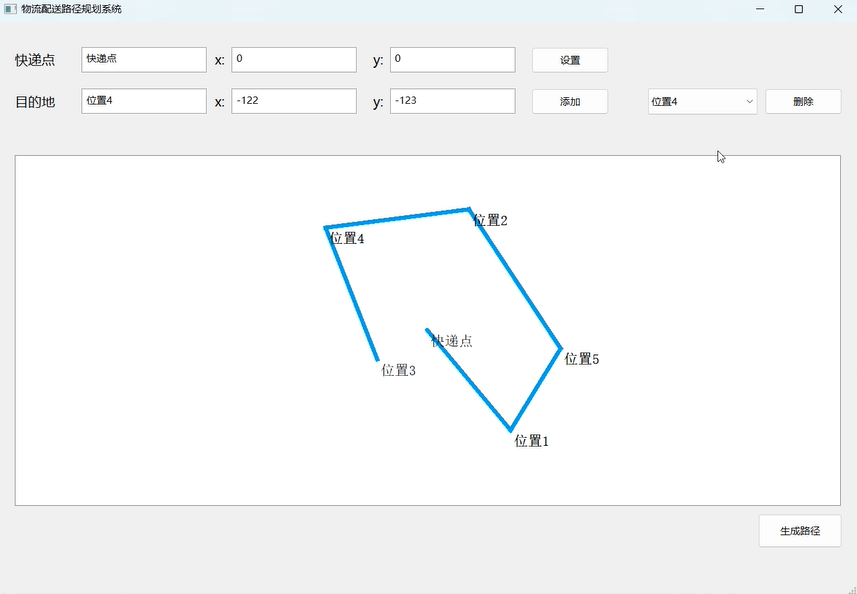 物流配送路径规划系统
快递点 快递点 x: 0 y: 0 设置
目的地 位置4 x: -122 y: -123 添加 位置4 删除
位置2
位置4
快递点
位置5
位置3
位置1
生成路径